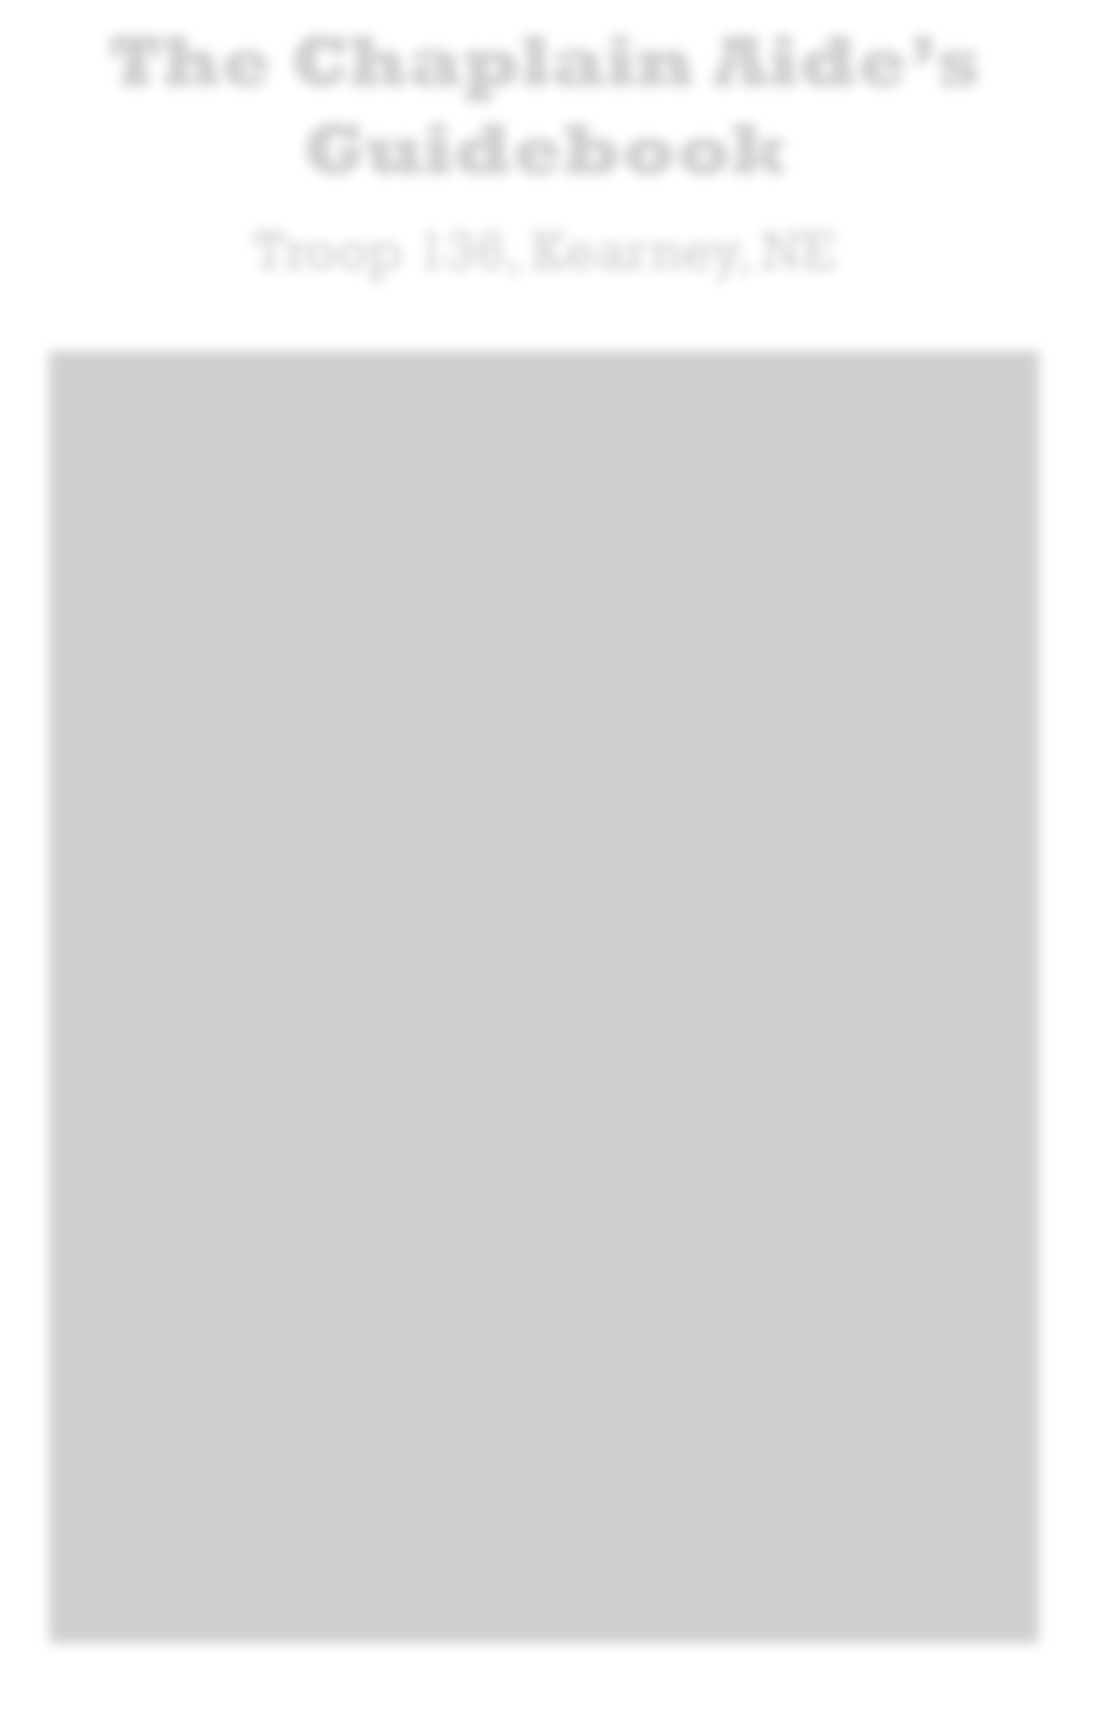 The Chaplain Aide’s
Guidebook
Troop 136, Kearney, NE